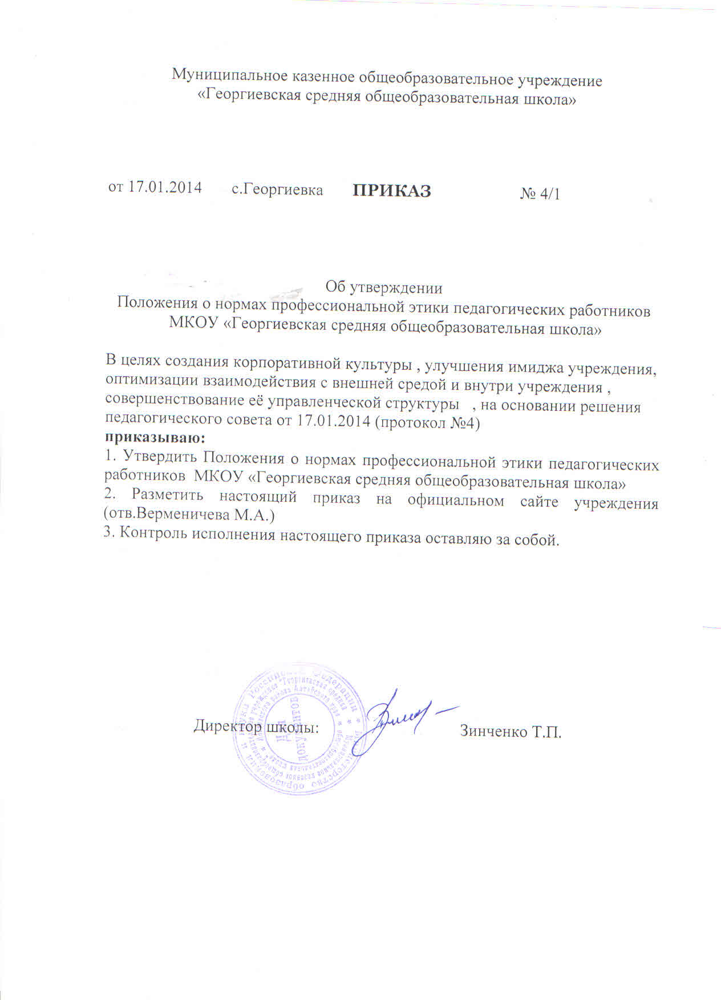 Муниципальное казенное общеобразовательное учреждение
«Георгиевская средняя общеобразовательная школа»
от 17.01.2014 с.Георгиевка ПРИКАЗ № 4/1
Об утверждении
Положения о нормах профессиональной этики педагогических работников
МКОУ «Георгиевская средняя общеобразовательная школа»
В целях создания корпоративной культуры , улучшения имиджа учреждения,
оптимизации взаимодействия с внешней средой и внутри учреждения ,
совершенствование её управленческой структуры , на основании решения
педагогического совета от 17.01.2014 (протокол №4)
приказываю:
1. Утвердить Положения о нормах профессиональной этики педагогических
работников МКОУ «Георгиевская средняя общеобразовательная школа»
2. Разметить настоящий приказ на официальном сайте учреждения
(отв.Верменичева М.А.)
3. Контроль исполнения настоящего приказа оставляю за собой.
Директор школы: Зинченко Т.П.
Для
документов